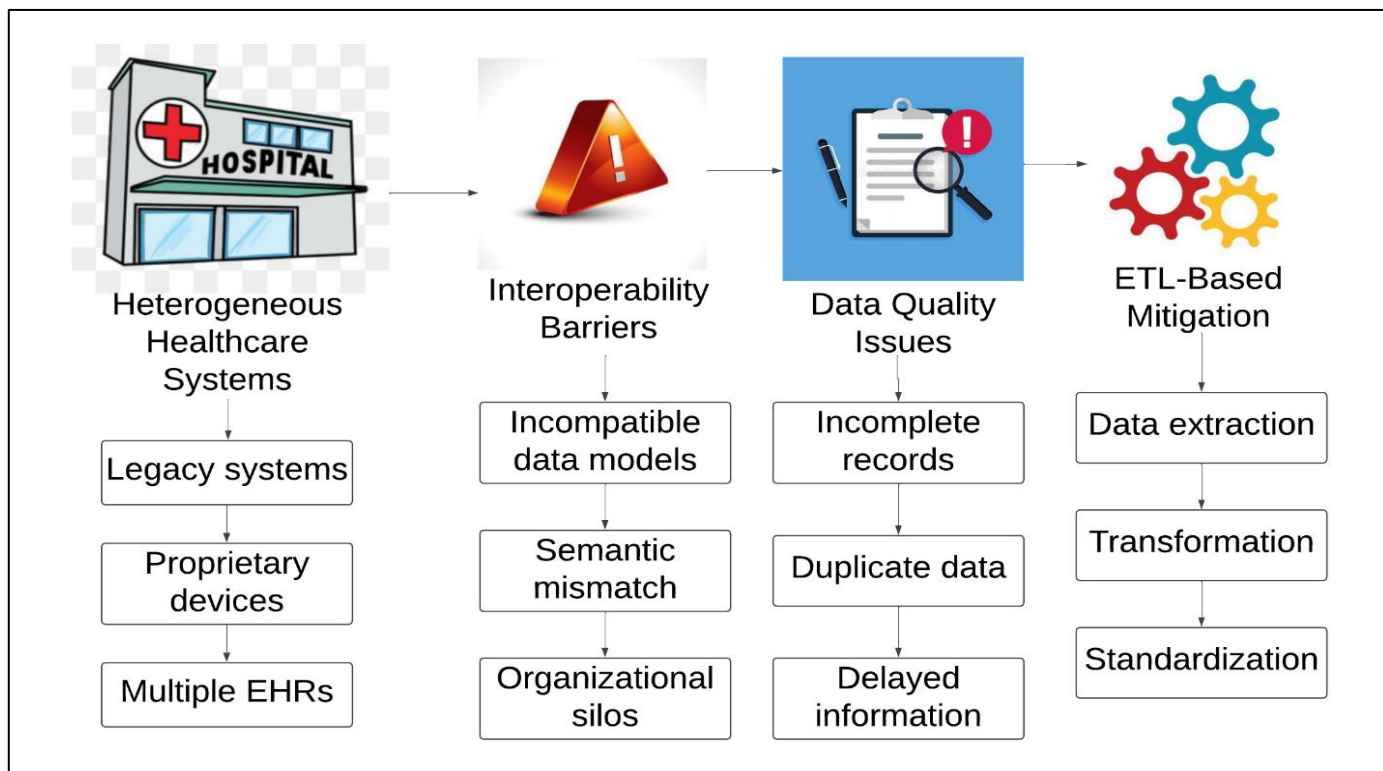 HOSPITAL
Heterogeneous
Healthcare
Systems
Legacy systems
Proprietary
devices
Multiple EHRs
!
Interoperability
Barriers
Incompatible
data models
Semantic
mismatch
Organizational
silos
!
Data Quality
Issues
Incomplete
records
Duplicate data
Delayed
information
ETL-Based
Mitigation
Data extraction
Transformation
Standardization